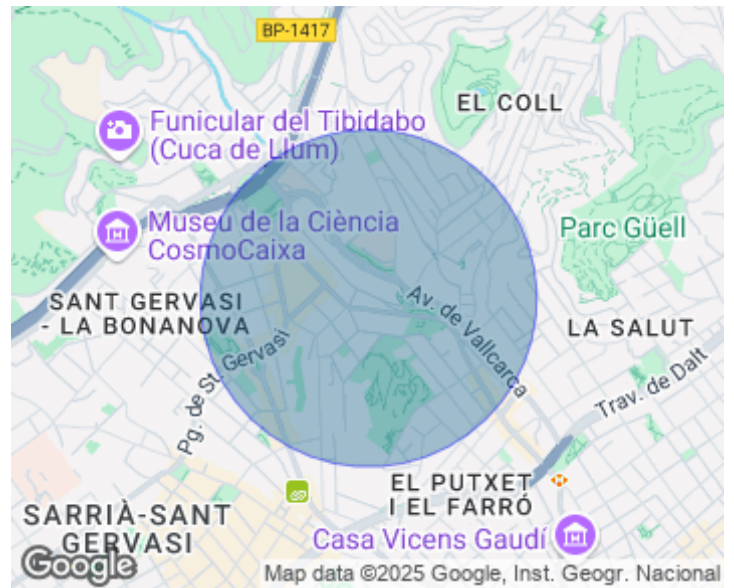 BP-1417
EL COLL
Funicular del Tibidabo
(Cuca de Llum)
Museu de la Ciència
CosmoCaixa
Parc Güell
SANT GERVASI
- LA BONANOVA
Av. de Vallcarca
LA SALUT
Pg. de St. Gervasi
Trav. de Dalt
EL PUTXET
I EL FARRÓ
SARRIÀ-SANT
GERVASI
Casa Vicens Gaudí
Google
Map data ©2025 Google, Inst. Geogr. Nacional